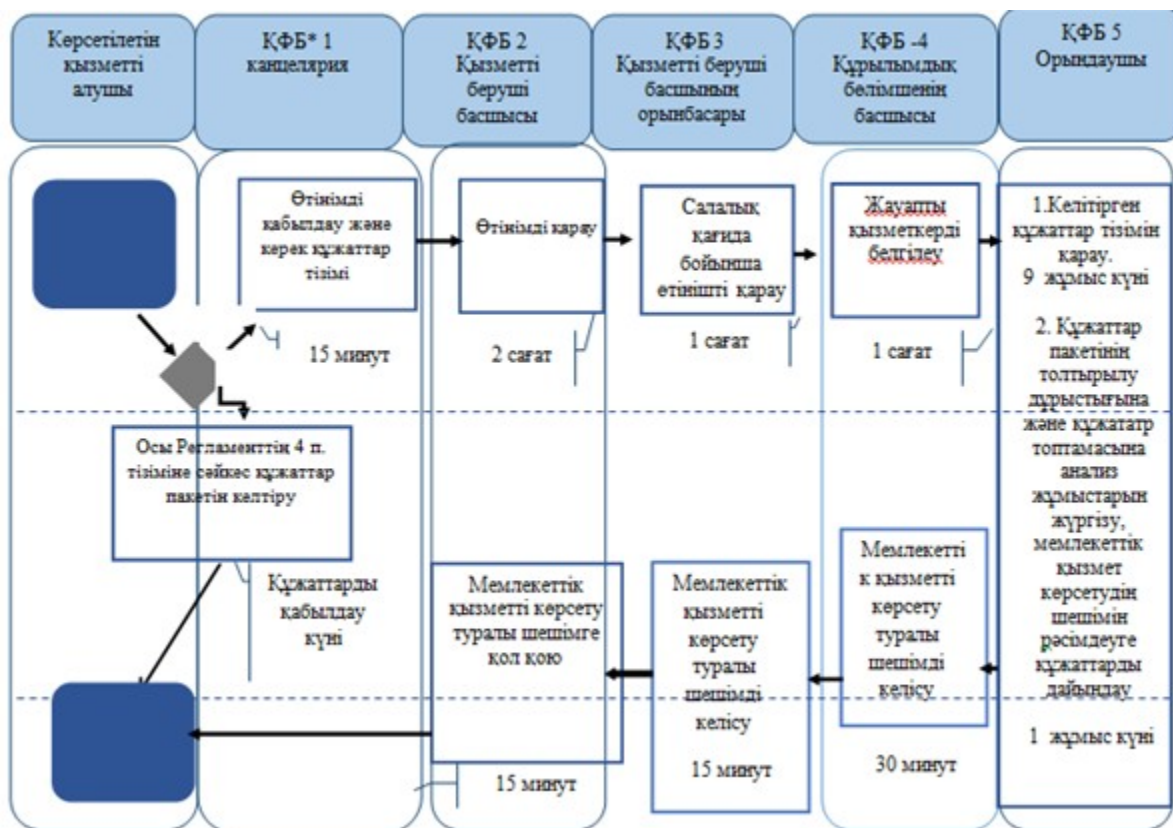 Көрсетілетін
қызметті
алушы
ҚФБ* 1
канцелярия
ҚФБ 2
Қызметті
беруші
басшысы
ҚФБ 3
Қызметті беруші
басшының
орынбасары
ҚФБ -4
Құрылымдық
бөлімшенің
басшысы
ҚФБ 5
Орындаушы
Өтінімді
қабылдау және
керек құжаттар
тізімі
15 минут
Өтінімді қарау
2 сағат
Салалық
қағида
бойынша
өтінішті қарау
1 сағат
Жауапты
қызметкерді
белгілеу
1 сағат
1.Келітірген
құжаттар тізімін
қарау.
9 жұмыс күні
2. Құжаттар
пакетінің
толтырылу
дұрыстығына
және құжататр
топтамасына
анализ
жұмыстарын
жүргізу,
мемлекеттік
қызмет
көрсетудің
шешімін
рәсімдеуге
құжаттарды
дайындау
1 жұмыс күні
Осы Регламенттің 4 п.
тізіміне сәйкес құжаттар
пакетін келтіру
Құжаттарды
қабылдау
күні
Мемлекеттік
қызметті көрсету
туралы шешімге
қол қою
15 минут
Мемлекеттік
қызметті
көрсету
туралы
шешімді
келісу
15 минут
Мемлекетті
к қызметті
көрсету
туралы
шешімді
келісу
30 минут